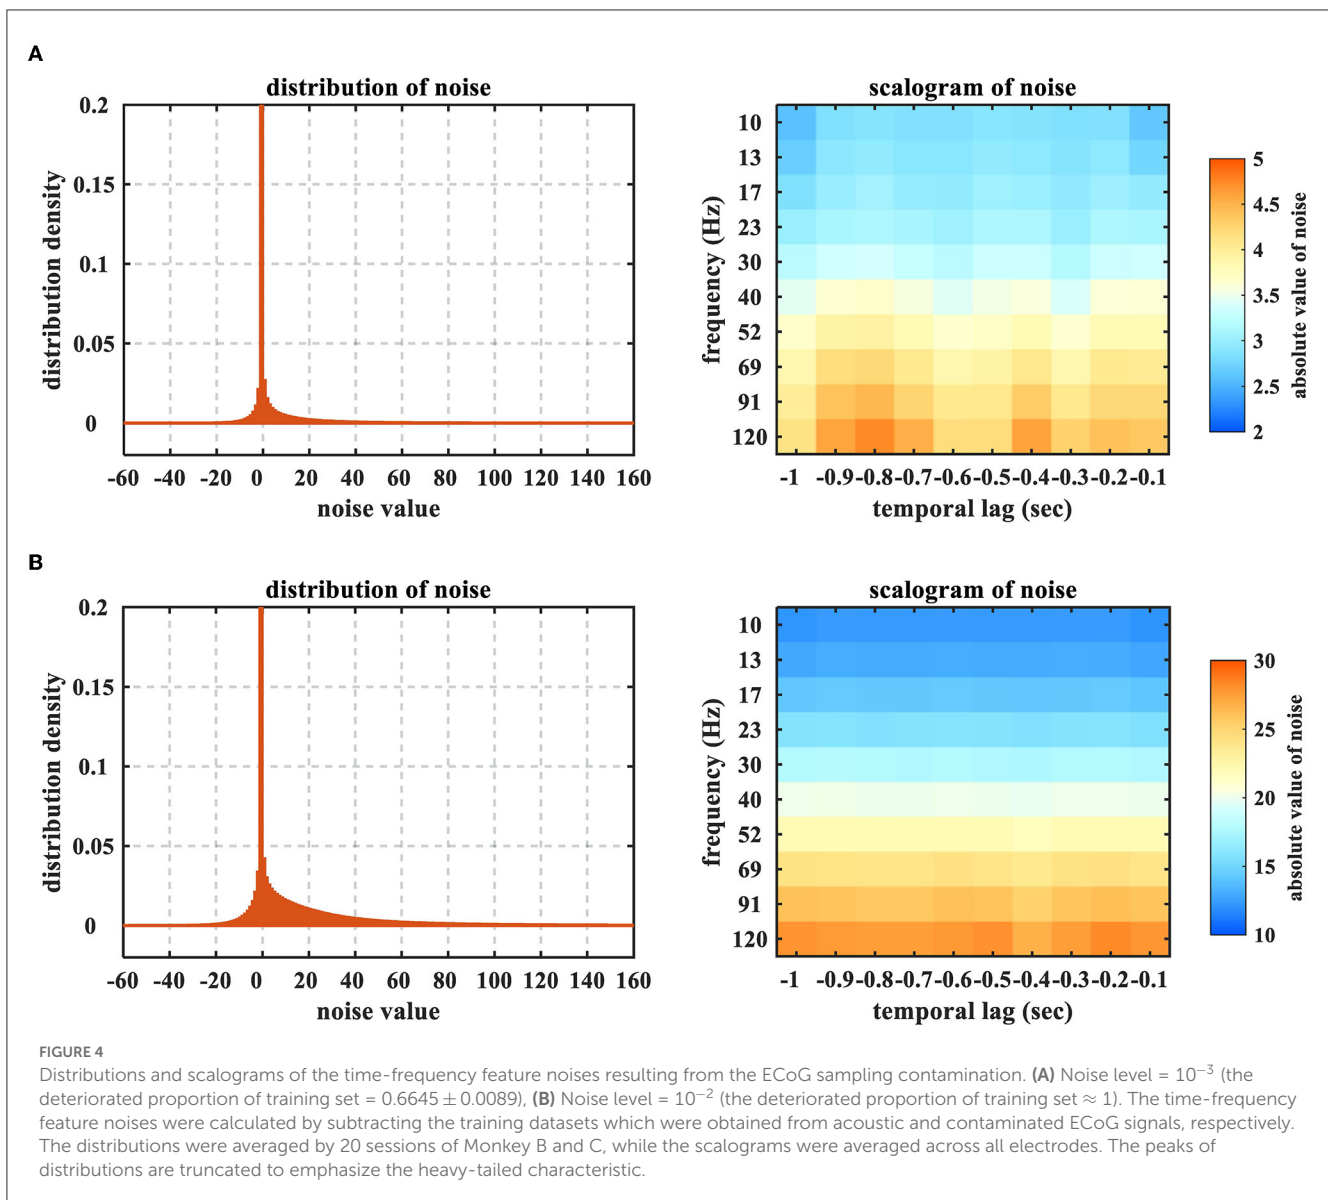 A
distribution of noise
0.2
0.15
0.1
0.05
0
distribution density
-60 -40 -20 0 20 40 60 80 100 120 140 160
noise value
scalogram of noise
10
13
17
23
30
40
52
69
91
120
frequency (Hz)
-1 -0.9-0.8-0.7-0.6-0.5-0.4-0.3-0.2-0.1
temporal lag (sec)
5
4.5
4
3.5
3
2.5
2
absolute value of noise
B
distribution of noise
0.2
0.15
0.1
0.05
0
distribution density
-60 -40 -20 0 20 40 60 80 100 120 140 160
noise value
scalogram of noise
10
13
17
23
30
40
52
69
91
120
frequency (Hz)
-1 -0.9-0.8-0.7-0.6-0.5-0.4-0.3-0.2-0.1
temporal lag (sec)
30
25
20
15
10
absolute value of noise
FIGURE 4
Distributions and scalograms of the time-frequency feature noises resulting from the ECoG sampling contamination. (A) Noise level = 10⁻³ (the
deteriorated proportion of training set = 0.6645 ± 0.0089), (B) Noise level = 10⁻² (the deteriorated proportion of training set ≈ 1). The time-frequency
feature noises were calculated by subtracting the training datasets which were obtained from acoustic and contaminated ECoG signals, respectively.
The distributions were averaged by 20 sessions of Monkey B and C, while the scalograms were averaged across all electrodes. The peaks of
distributions are truncated to emphasize the heavy-tailed characteristic.